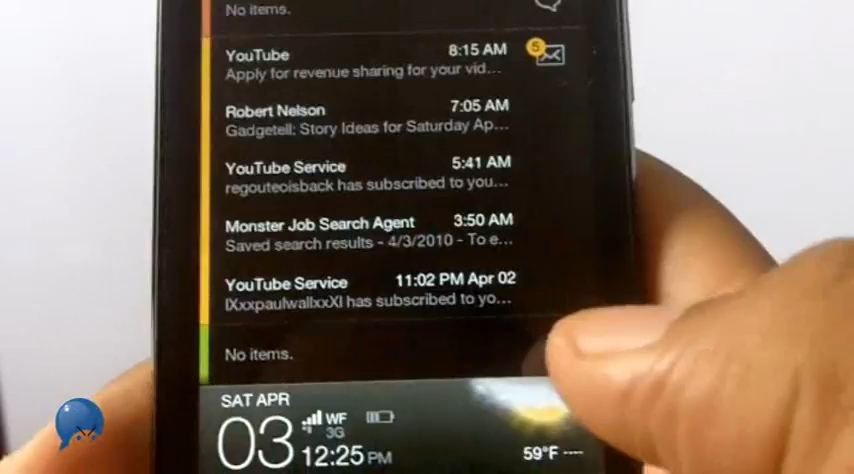 No items.
YouTube 8:15 AM 5
Apply for revenue sharing for your vid...
Robert Nelson 7:05 AM
Gadgetell: Story Ideas for Saturday Ap...
YouTube Service 5:41 AM
regouteoisback has subscribed to you...
Monster Job Search Agent 3:50 AM
Saved search results - 4/3/2010 - To e...
YouTube Service 11:02 PM Apr 02
lXxxpaulwallxxXl has subscribed to yo...
No items.
SAT APR
03 WF
3G
12:25 PM 59°F ----